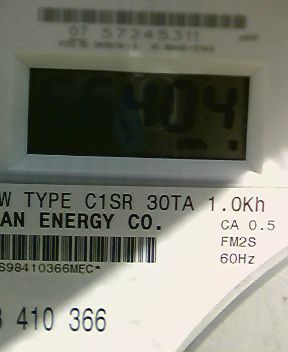 07 57245311
404
W TYPE C1SR 30TA 1.0Kh
AN ENERGY CO.
CA 0.5
FM2S
60Hz
S98410366MEC*
410 366